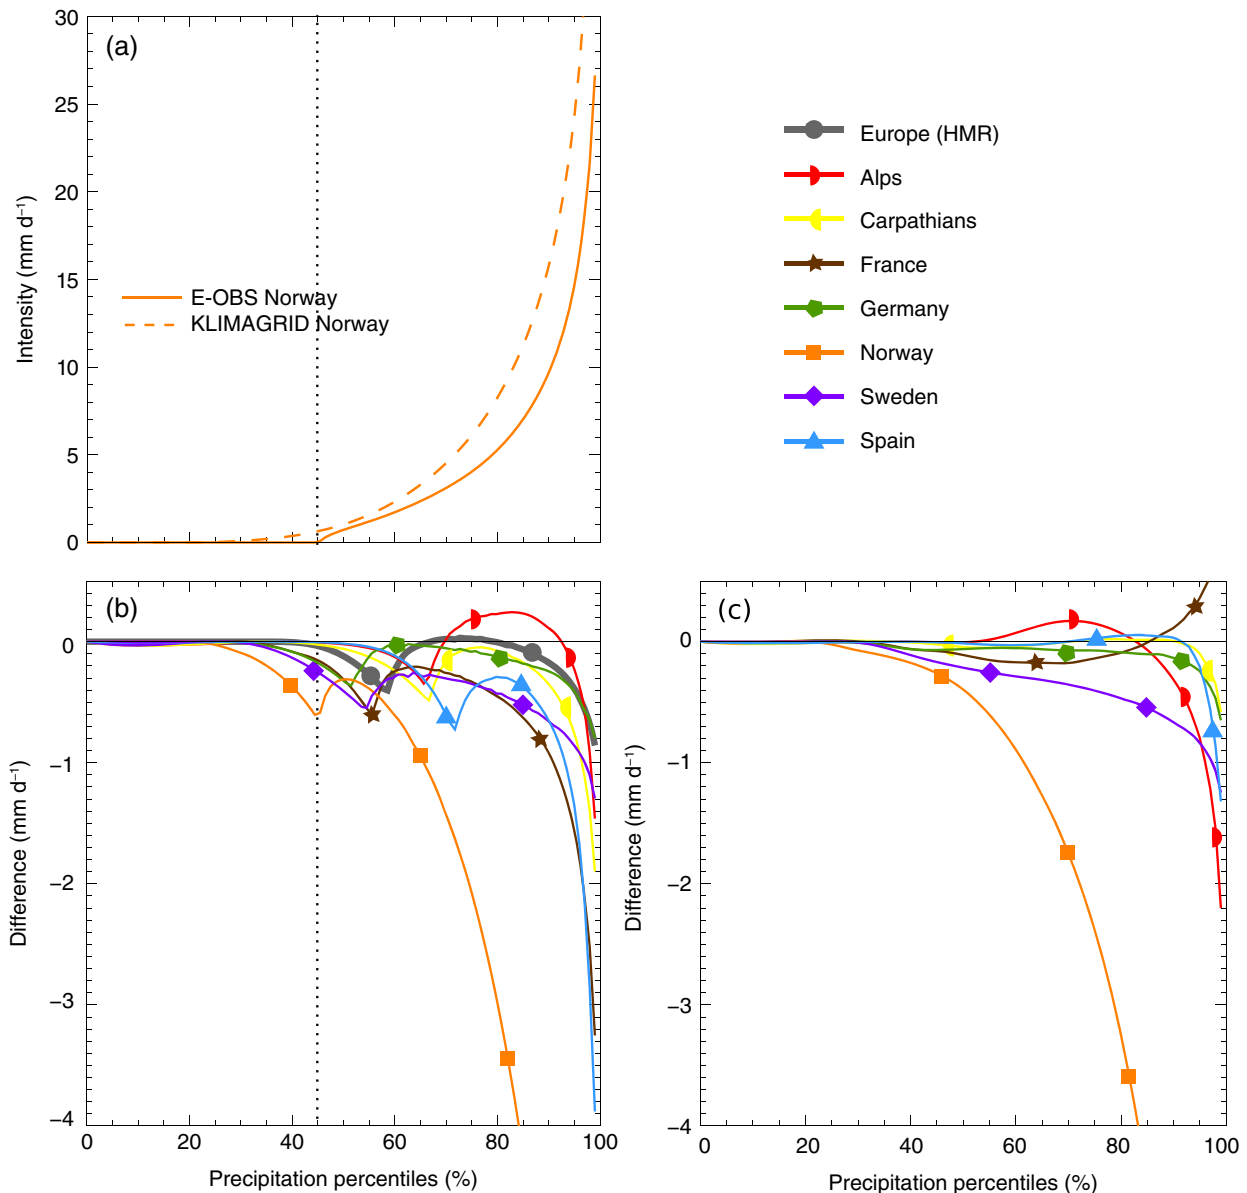 (a)
30
25
20
15
10
5
0
Intensity (mm d⁻¹)
E-OBS Norway
KLIMAGRID Norway
Europe (HMR)
Alps
Carpathians
France
Germany
Norway
Sweden
Spain
(b)
0
−1
−2
−3
−4
Difference (mm d⁻¹)
0 20 40 60 80 100
Precipitation percentiles (%)
(c)
0
−1
−2
−3
−4
Difference (mm d⁻¹)
0 20 40 60 80 100
Precipitation percentiles (%)